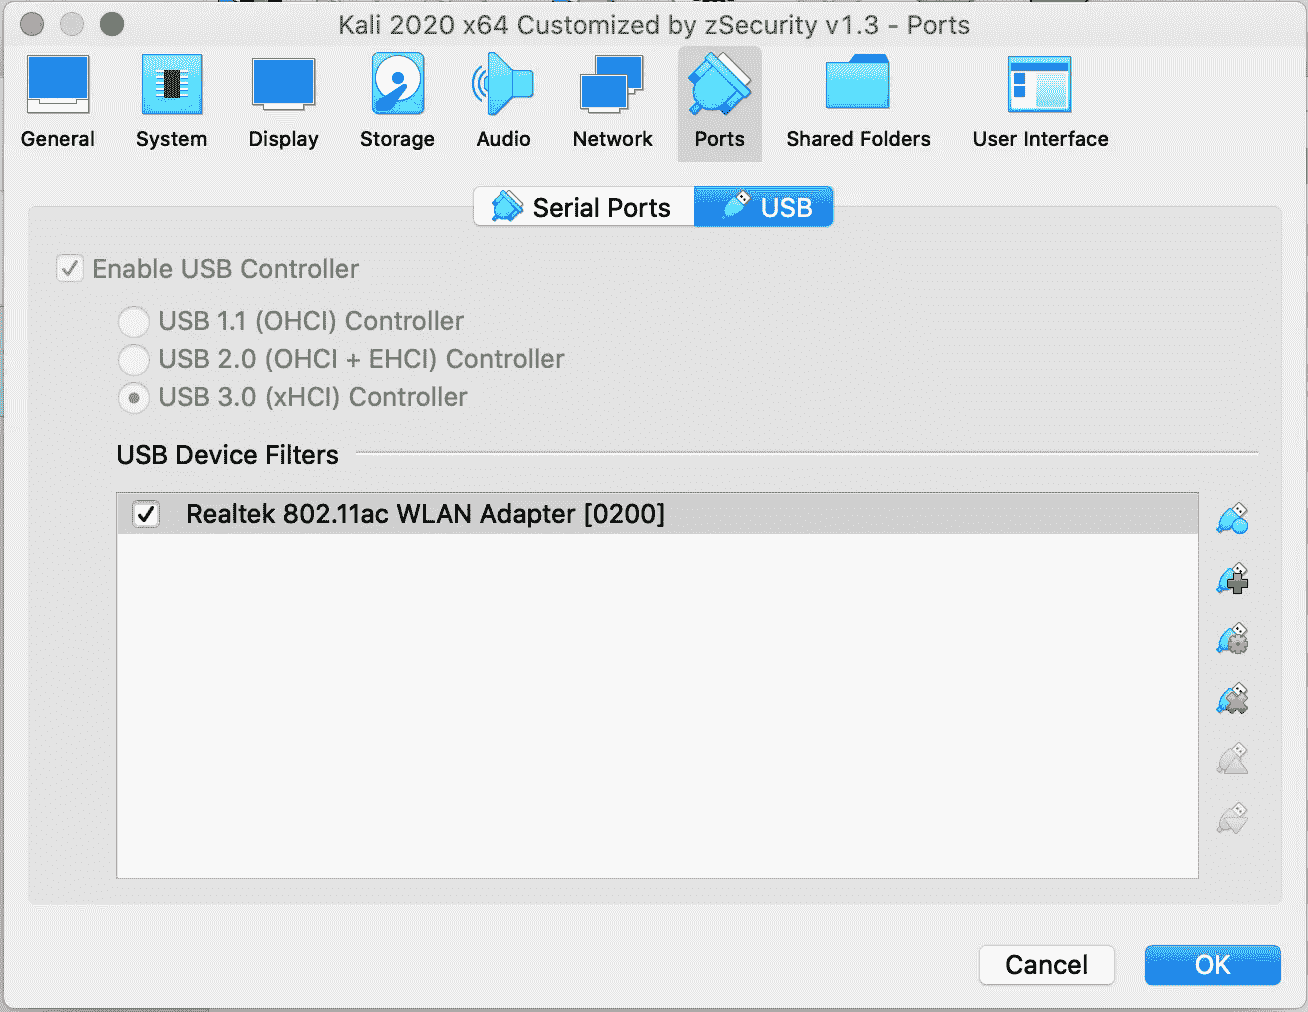 Kali 2020 x64 Customized by zSecurity v1.3 - Ports
General System Display Storage Audio Network Ports Shared Folders User Interface
Serial Ports USB
Enable USB Controller
USB 1.1 (OHCI) Controller
USB 2.0 (OHCI + EHCI) Controller
USB 3.0 (xHCI) Controller
USB Device Filters
Realtek 802.11ac WLAN Adapter [0200]
Cancel OK